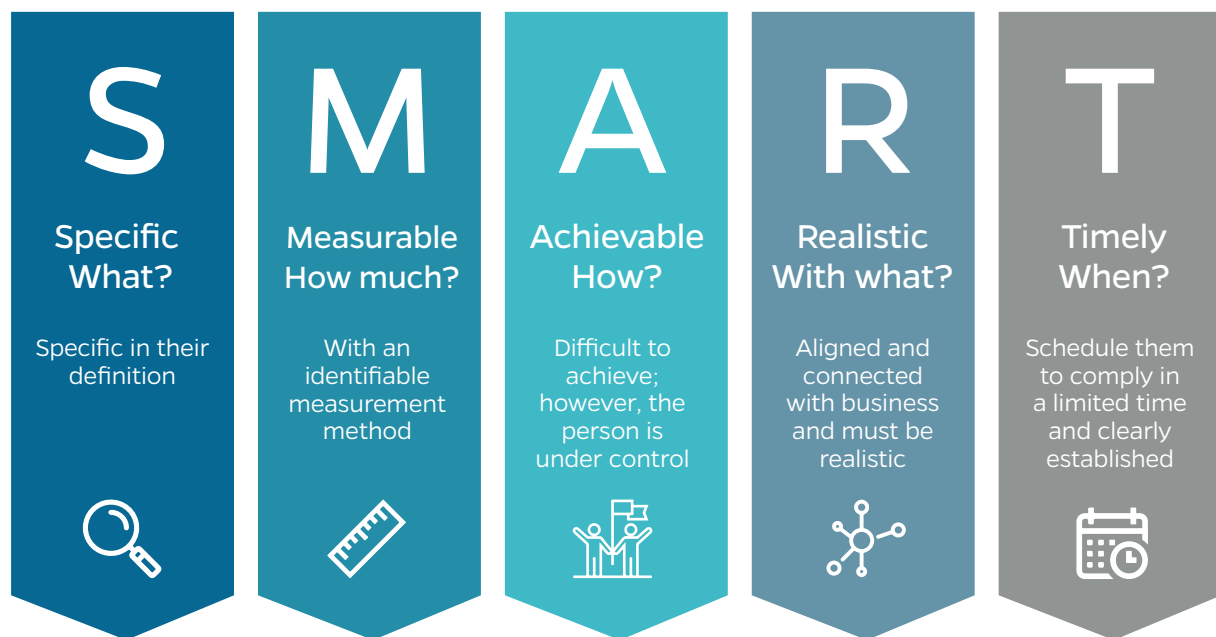 S
Specific
What?
Specific in their
definition
M
Measurable
How much?
With an
identifiable
measurement
method
A
Achievable
How?
Difficult to
achieve;
however, the
person is
under control
R
Realistic
With what?
Aligned and
connected
with business
and must be
realistic
T
Timely
When?
Schedule them
to comply in
a limited time
and clearly
established